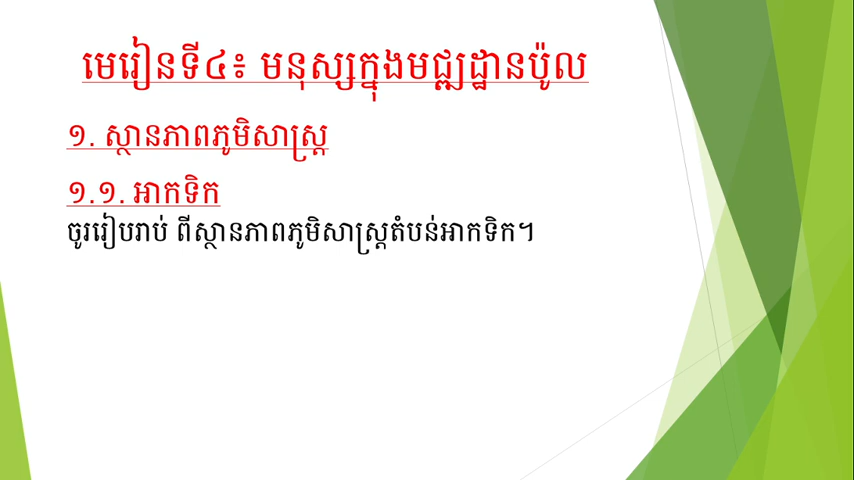 មេរៀនទី៤៖ មនុស្សក្នុងមជ្ឈដ្ឋានប៉ូល
១. ស្ថានភាពភូមិសាស្ត្រ
១.១. អាកទិក
ចូររៀបរាប់ ពីស្ថានភាពភូមិសាស្ត្រតំបន់អាកទិក។